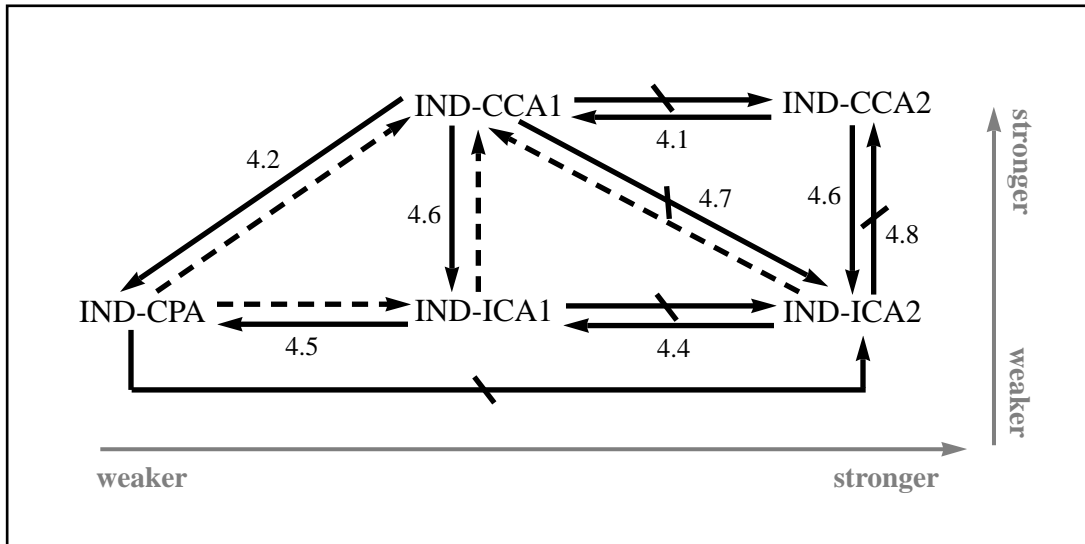 IND-CCA1
IND-CCA2
4.1
4.2
4.6
4.7
4.6
4.8
IND-CPA
IND-ICA1
IND-ICA2
4.5
4.4
stronger
weaker
weaker
stronger